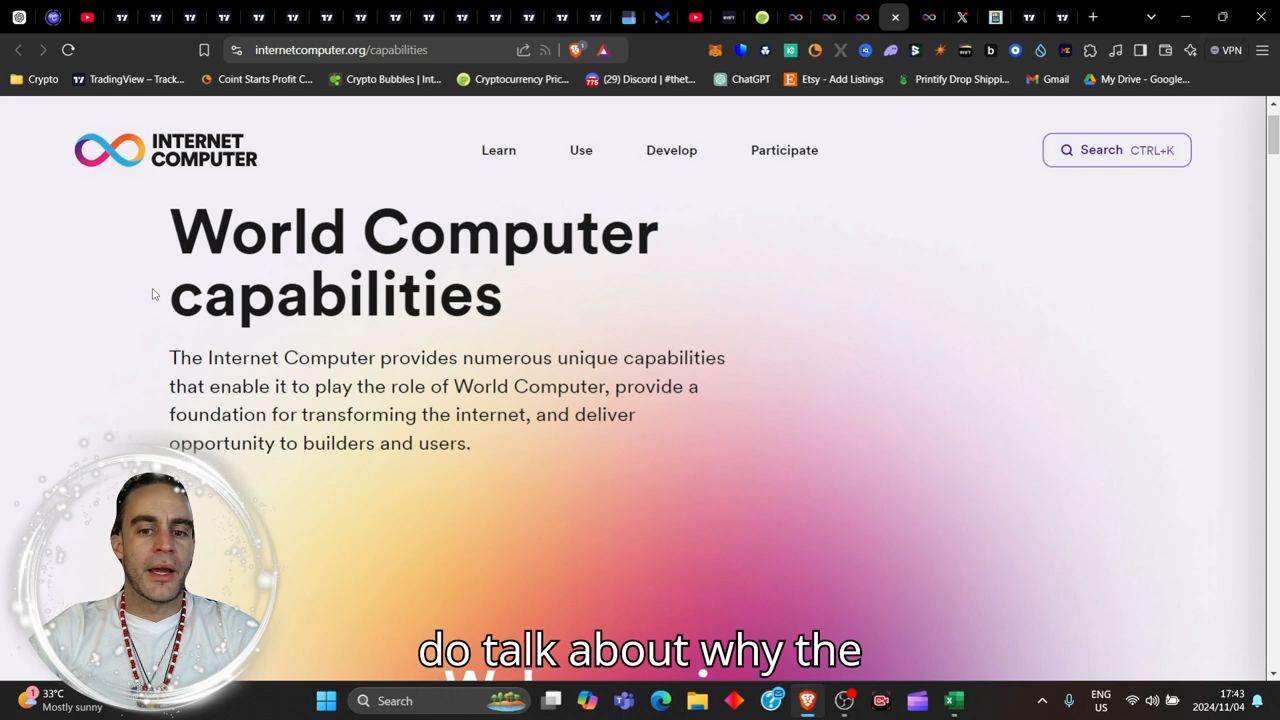 internetcomputer.org/capabilities
VPN
Crypto
TradingView – Track...
Coint Starts Profit C...
Crypto Bubbles | Int...
Cryptocurrency Pric...
(29) Discord | #thet...
ChatGPT
Etsy - Add Listings
Printify Drop Shippi...
Gmail
My Drive - Google...
INTERNET
COMPUTER
Learn
Use
Develop
Participate
Search CTRL+K
World Computer
capabilities
The Internet Computer provides numerous unique capabilities
that enable it to play the role of World Computer, provide a
foundation for transforming the internet, and deliver
opportunity to builders and users.
do talk about why the
33°C
Mostly sunny
Search
ENG
US
17:43
2024/11/04